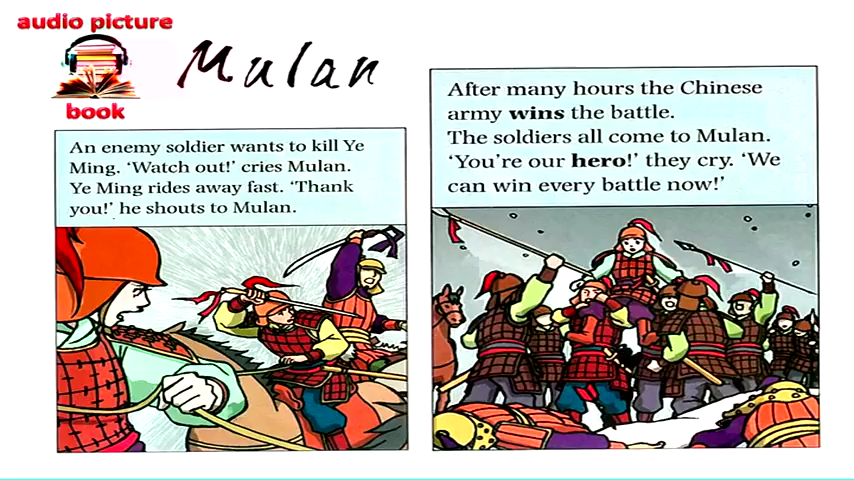 audio picture
book
Mulan
An enemy soldier wants to kill Ye
Ming. ‘Watch out!’ cries Mulan.
Ye Ming rides away fast. ‘Thank
you!’ he shouts to Mulan.
After many hours the Chinese
army wins the battle.
The soldiers all come to Mulan.
‘You’re our hero!’ they cry. ‘We
can win every battle now!’